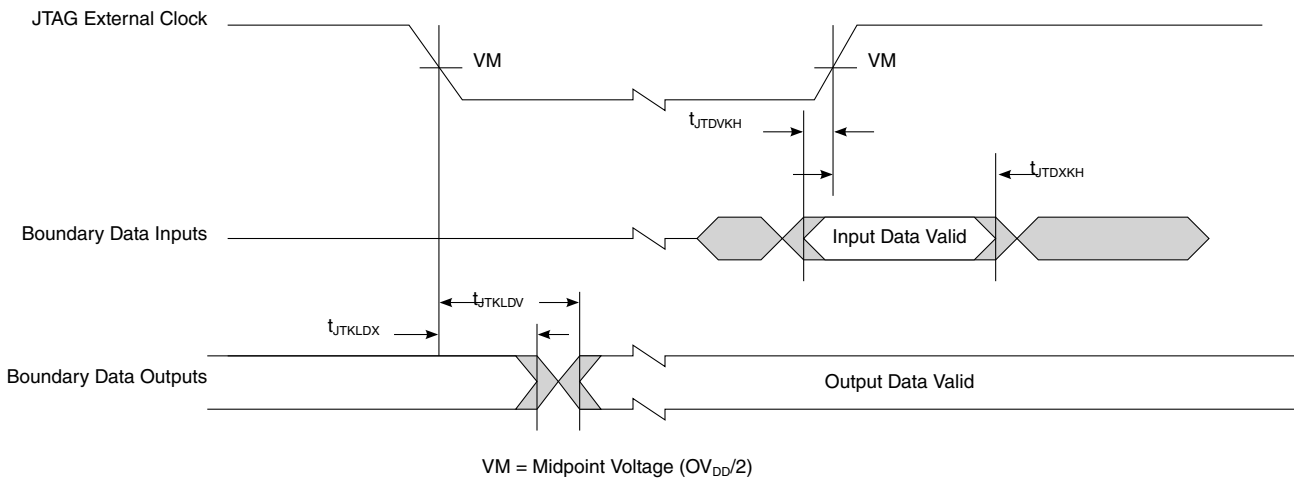 JTAG External Clock
VM
VM
tJTDVKH
tJTDXKH
Boundary Data Inputs
Input Data Valid
tJTKLDV
tJTKLDX
Boundary Data Outputs
Output Data Valid
VM = Midpoint Voltage (OVDD/2)